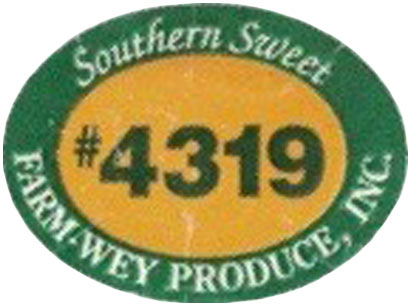 Southern Sweet
#4319
FARM-WEY PRODUCE, INC.